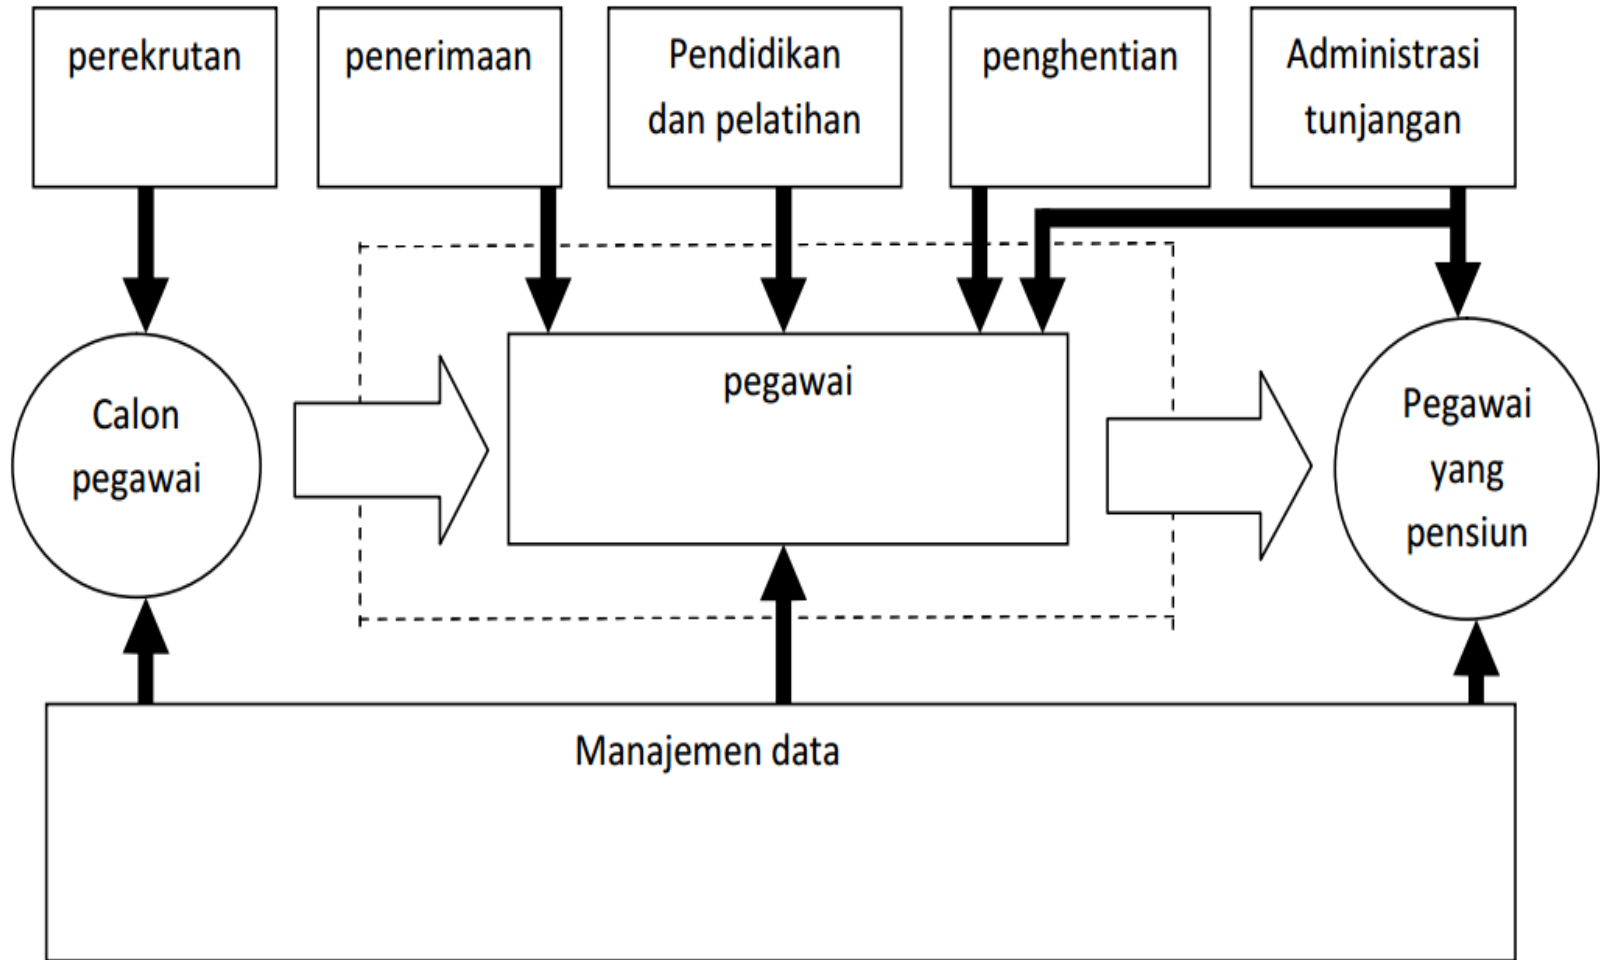 perekrutan
penerimaan
Pendidikan
dan pelatihan
penghentian
Administrasi
tunjangan
Calon
pegawai
pegawai
Pegawai
yang
pensiun
Manajemen data